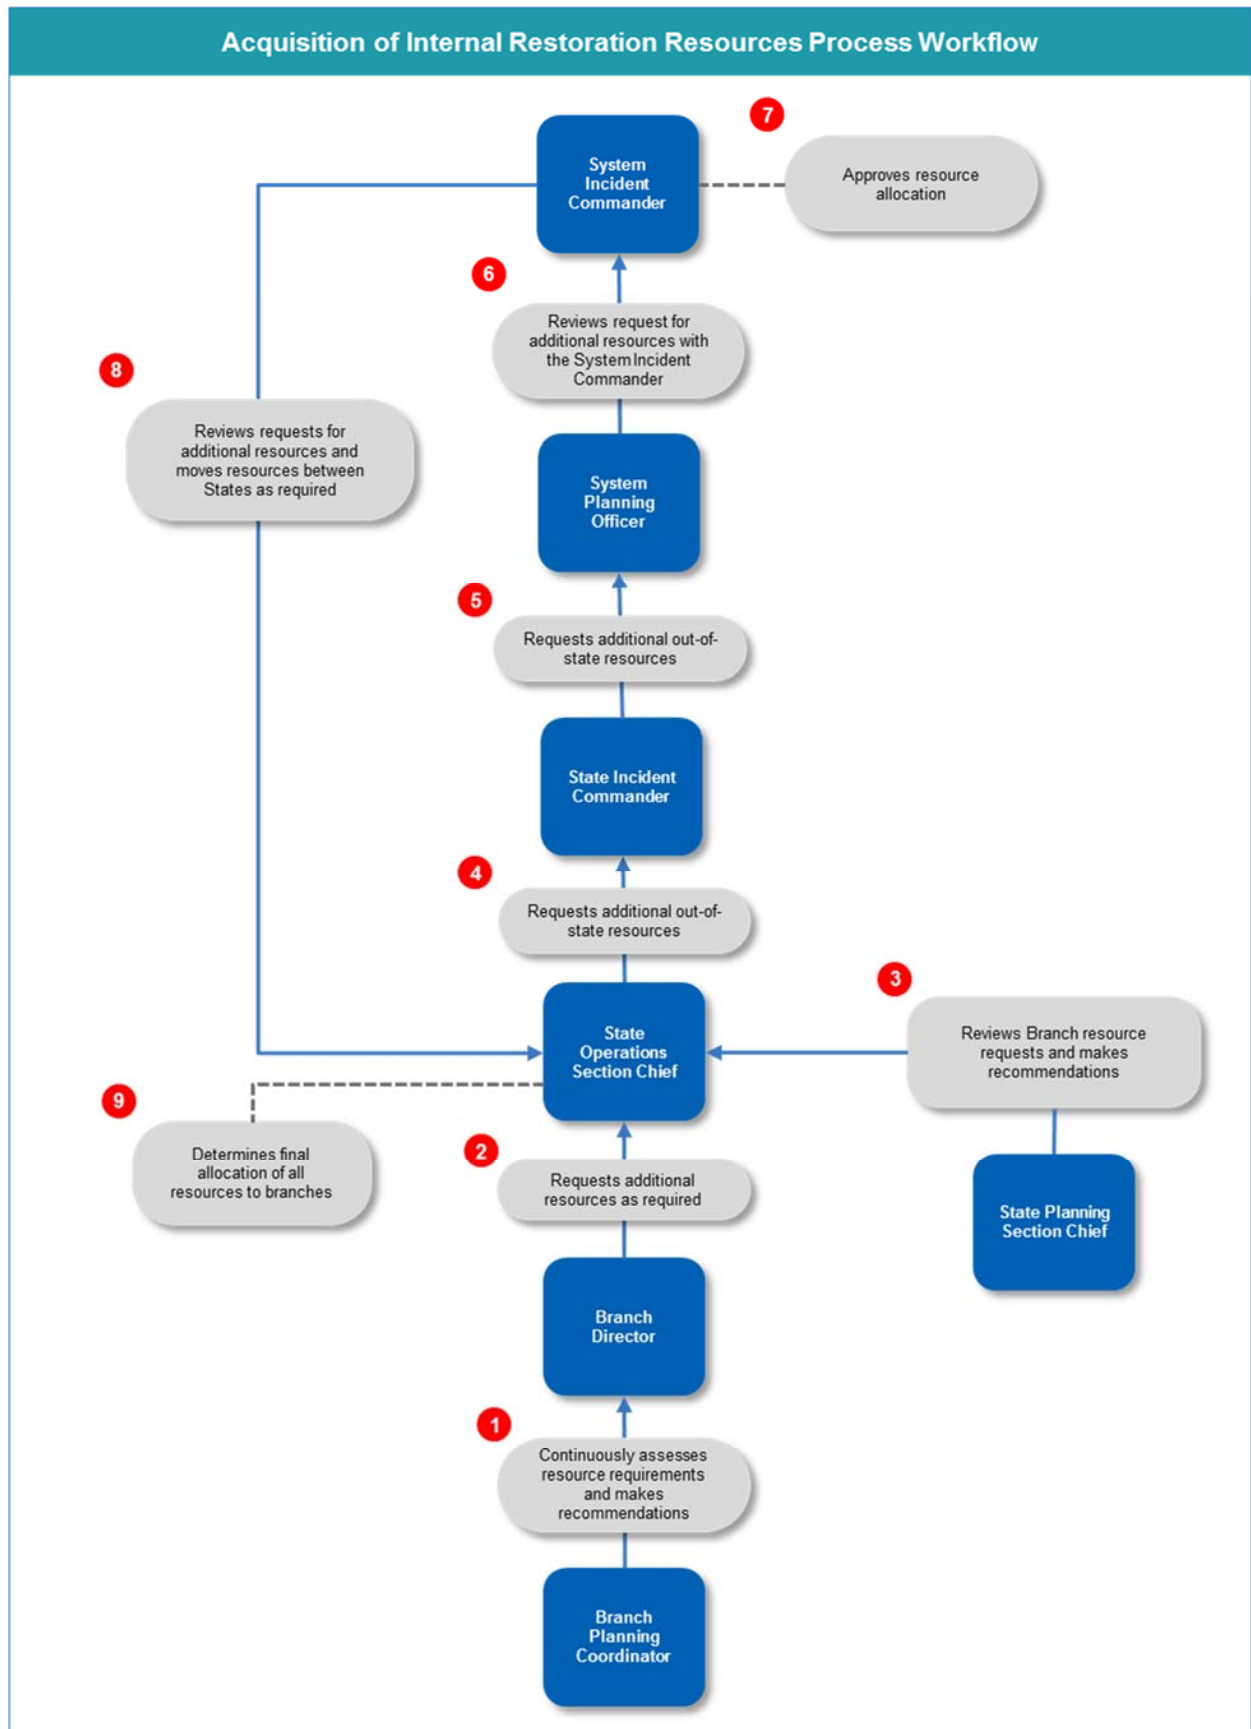 Acquisition of Internal Restoration Resources Process Workflow
7
System
Incident
Commander
Approves resource
allocation
6
Reviews request for
additional resources with
the System Incident
Commander
8
Reviews requests for
additional resources and
moves resources between
States as required
System
Planning
Officer
5
Requests additional out-of-
state resources
State Incident
Commander
4
Requests additional out-of-
state resources
3
Reviews Branch resource
requests and makes
recommendations
State
Operations
Section Chief
9
Determines final
allocation of all
resources to branches
2
Requests additional
resources as required
State Planning
Section Chief
Branch
Director
1
Continuously assesses
resource requirements
and makes
recommendations
Branch
Planning
Coordinator